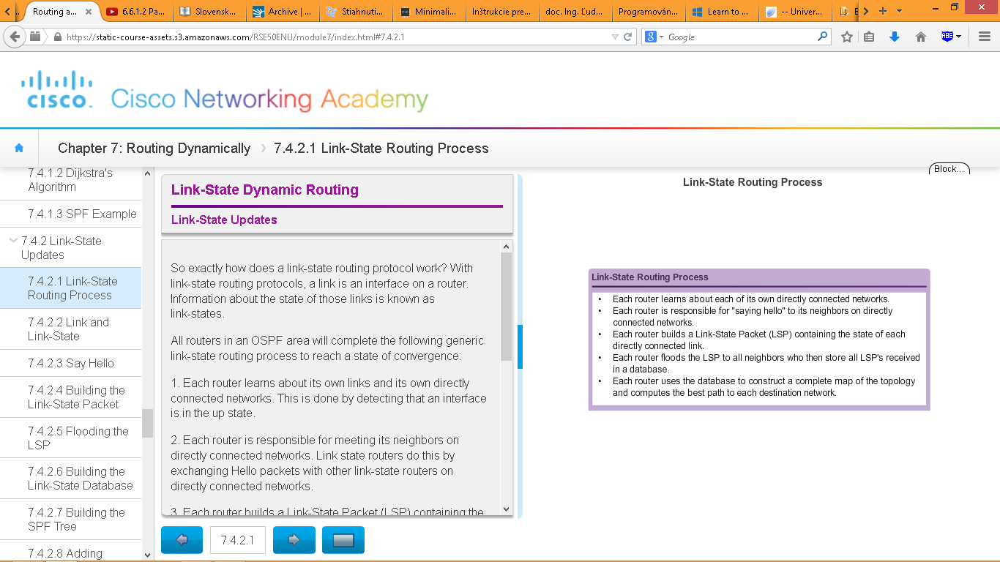 Routing a...
6.6.1.2 Pa...
Slovensk...
Archive | ...
Stiahnuti...
Minimali...
Inštrukcie pre...
doc. Ing. Ľud...
Programován...
Learn to ...
-- Univer...
https://static-course-assets.s3.amazonaws.com/RSE50ENU/module7/index.html#7.4.2.1
8
Google
ABE
CISCO
Cisco Networking Academy
Chapter 7: Routing Dynamically
7.4.2.1 Link-State Routing Process
Block...
7.4.1.2 Dijkstra's
Algorithm
7.4.1.3 SPF Example
7.4.2 Link-State
Updates
7.4.2.1 Link-State
Routing Process
7.4.2.2 Link and
Link-State
7.4.2.3 Say Hello
7.4.2.4 Building the
Link-State Packet
7.4.2.5 Flooding the
LSP
7.4.2.6 Building the
Link-State Database
7.4.2.7 Building the
SPF Tree
7.4.2.8 Adding
Link-State Dynamic Routing
Link-State Updates
So exactly how does a link-state routing protocol work? With
link-state routing protocols, a link is an interface on a router.
Information about the state of those links is known as
link-states.
All routers in an OSPF area will complete the following generic
link-state routing process to reach a state of convergence:
1. Each router learns about its own links and its own directly
connected networks. This is done by detecting that an interface
is in the up state.
2. Each router is responsible for meeting its neighbors on
directly connected networks. Link state routers do this by
exchanging Hello packets with other link-state routers on
directly connected networks.
3. Each router builds a Link-State Packet (LSP) containing the
7.4.2.1
Link-State Routing Process
Link-State Routing Process
• Each router learns about each of its own directly connected networks.
• Each router is responsible for "saying hello" to its neighbors on directly
connected networks.
• Each router builds a Link-State Packet (LSP) containing the state of each
directly connected link.
• Each router floods the LSP to all neighbors who then store all LSP's received
in a database.
• Each router uses the database to construct a complete map of the topology
and computes the best path to each destination network.